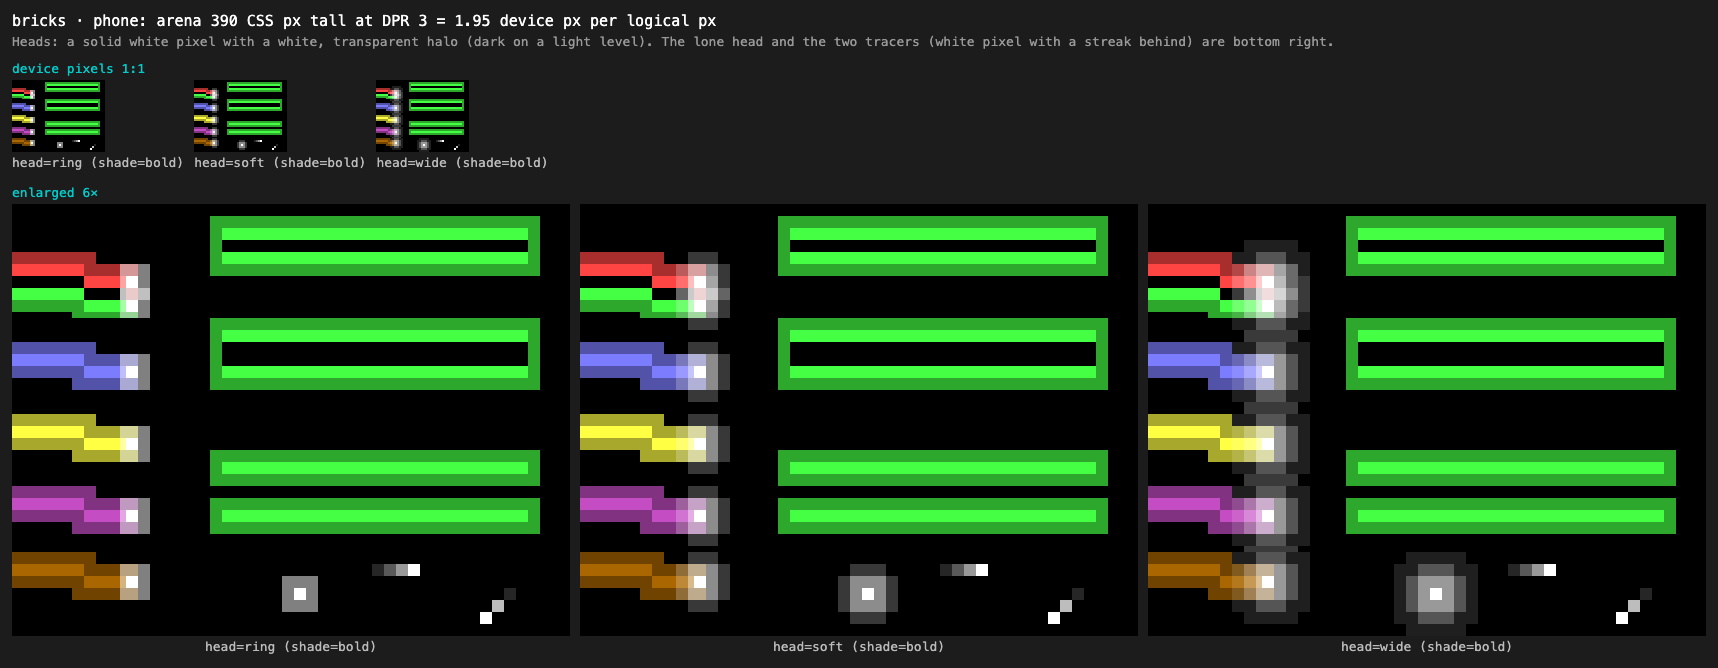 bricks · phone: arena 390 CSS px tall at DPR 3 = 1.95 device px per logical px
Heads: a solid white pixel with a white, transparent halo (dark on a light level). The lone head and the two tracers (white pixel with a streak behind) are bottom right.
device pixels 1:1
head=ring (shade=bold) head=soft (shade=bold) head=wide (shade=bold)
enlarged 6×
head=ring (shade=bold) head=soft (shade=bold) head=wide (shade=bold)